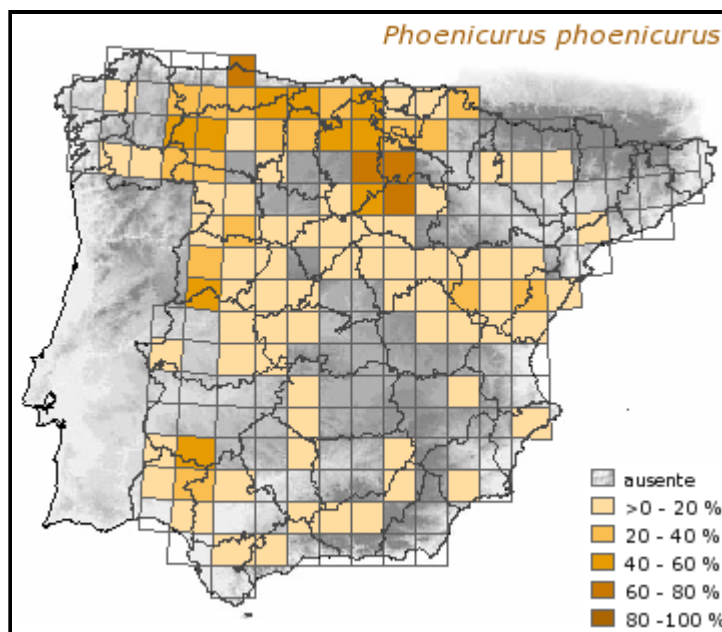 Phoenicurus phoenicurus
ausente
>0 - 20 %
20 - 40 %
40 - 60 %
60 - 80 %
80 -100 %